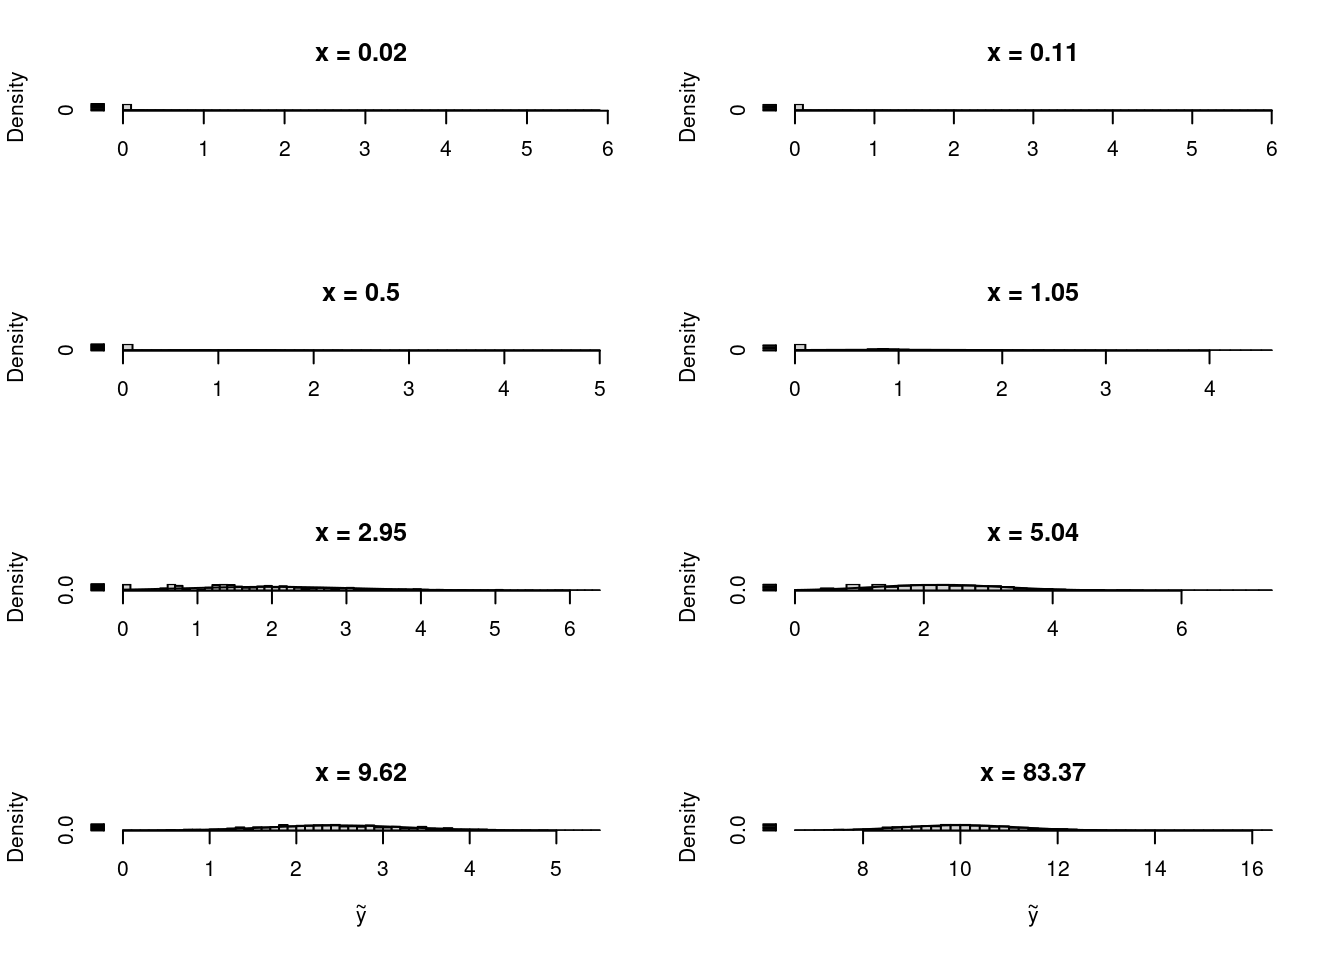 x = 0.02
Density
0
0 1 2 3 4 5 6
x = 0.11
Density
0
0 1 2 3 4 5 6
x = 0.5
Density
0
0 1 2 3 4 5
x = 1.05
Density
0
0 1 2 3 4
x = 2.95
Density
0.0
0 1 2 3 4 5 6
x = 5.04
Density
0.0
0 2 4 6
x = 9.62
Density
0.0
0 1 2 3 4 5
ỹ
x = 83.37
Density
0.0
8 10 12 14 16
ỹ